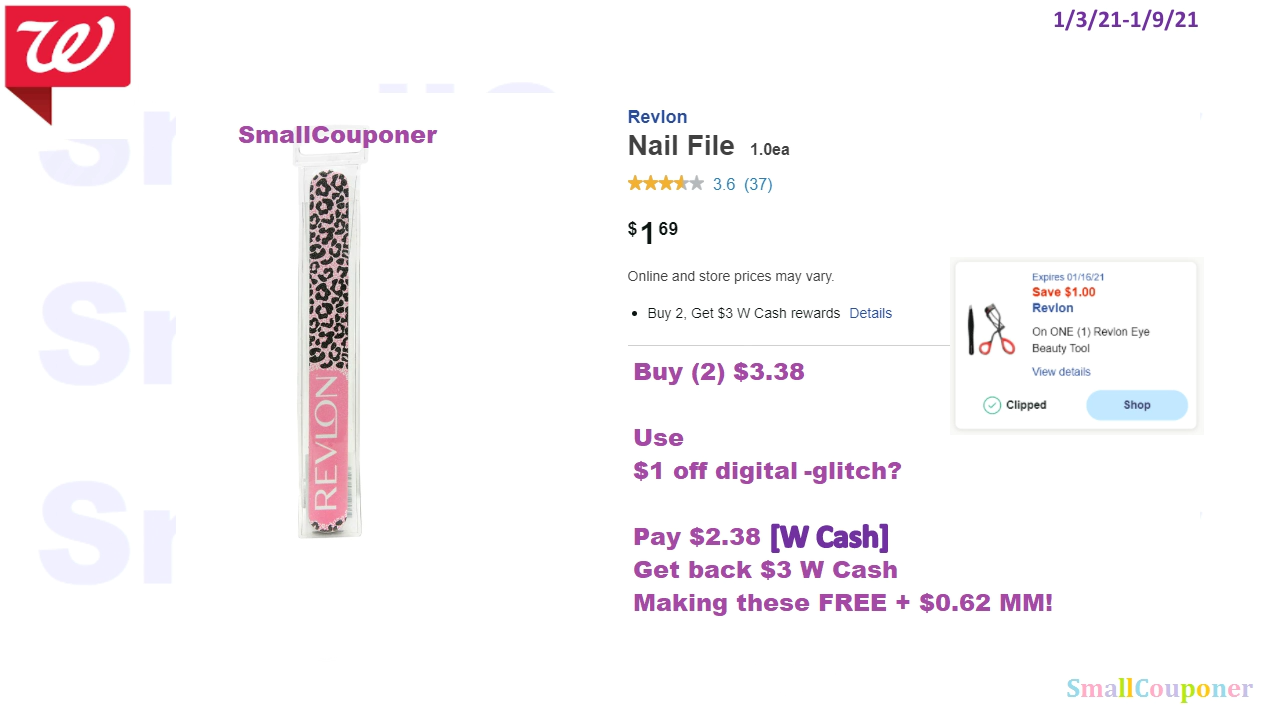 1/3/21-1/9/21
SmallCouponer
REVLON
Revlon
Nail File 1.0ea
3.6 (37)
$1 69
Online and store prices may vary.
• Buy 2, Get $3 W Cash rewards Details
Expires 01/16/21
Save $1.00
Revlon
On ONE (1) Revlon Eye
Beauty Tool
View details
Clipped
Shop
Buy (2) $3.38
Use
$1 off digital -glitch?
Pay $2.38 [W Cash]
Get back $3 W Cash
Making these FREE + $0.62 MM!
SmallCouponer